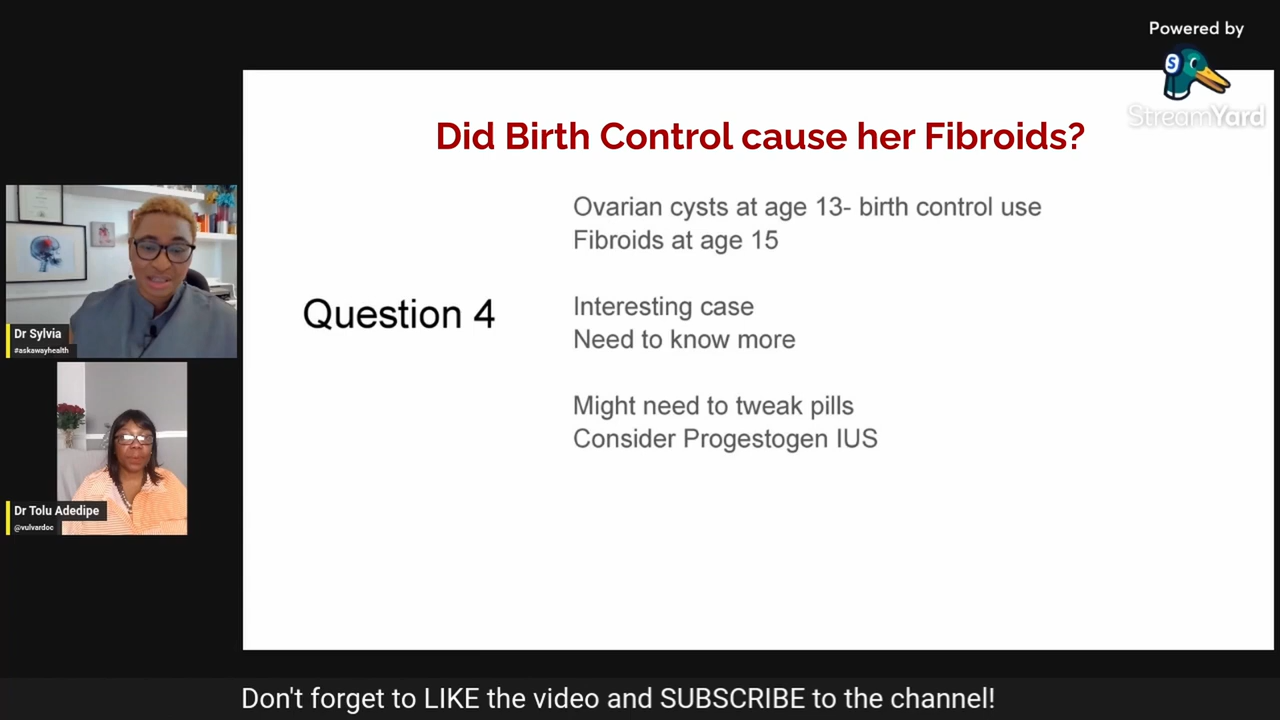 Powered by
S
StreamYard
Did Birth Control cause her Fibroids?
Ovarian cysts at age 13- birth control use
Fibroids at age 15
Question 4
Interesting case
Need to know more
Might need to tweak pills
Consider Progestogen IUS
Dr Sylvia
#askawayhealth
Dr Tolu Adedipe
@vulvardoc
Don't forget to LIKE the video and SUBSCRIBE to the channel!